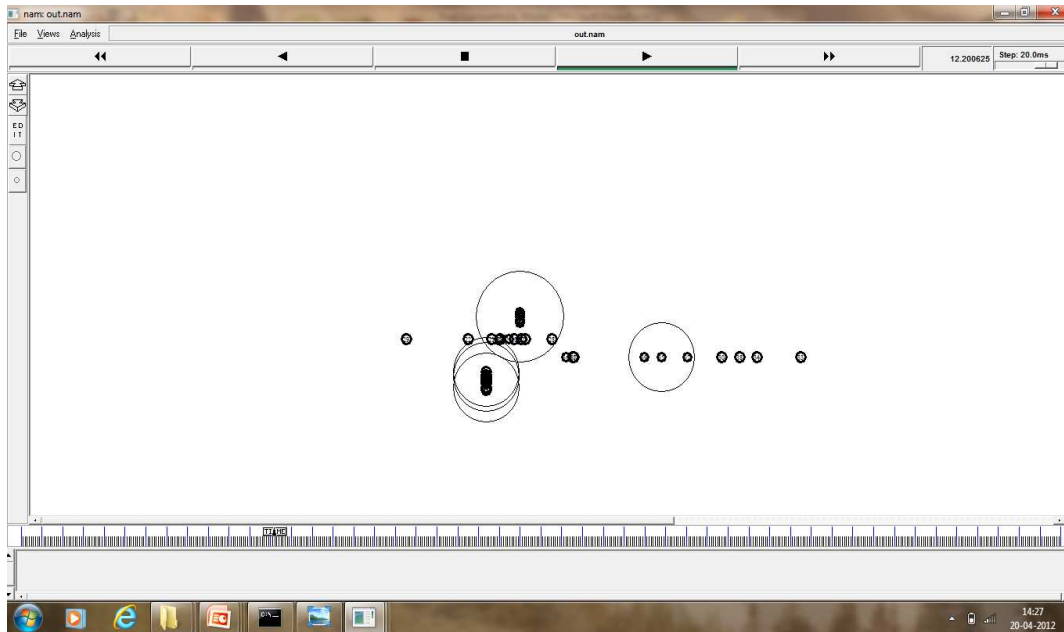 nam: out.nam
File Views Analysis out.nam
12.200625 Step: 20.0ms
ED
IT
TIME
C:\_
14:27
20-04-2012